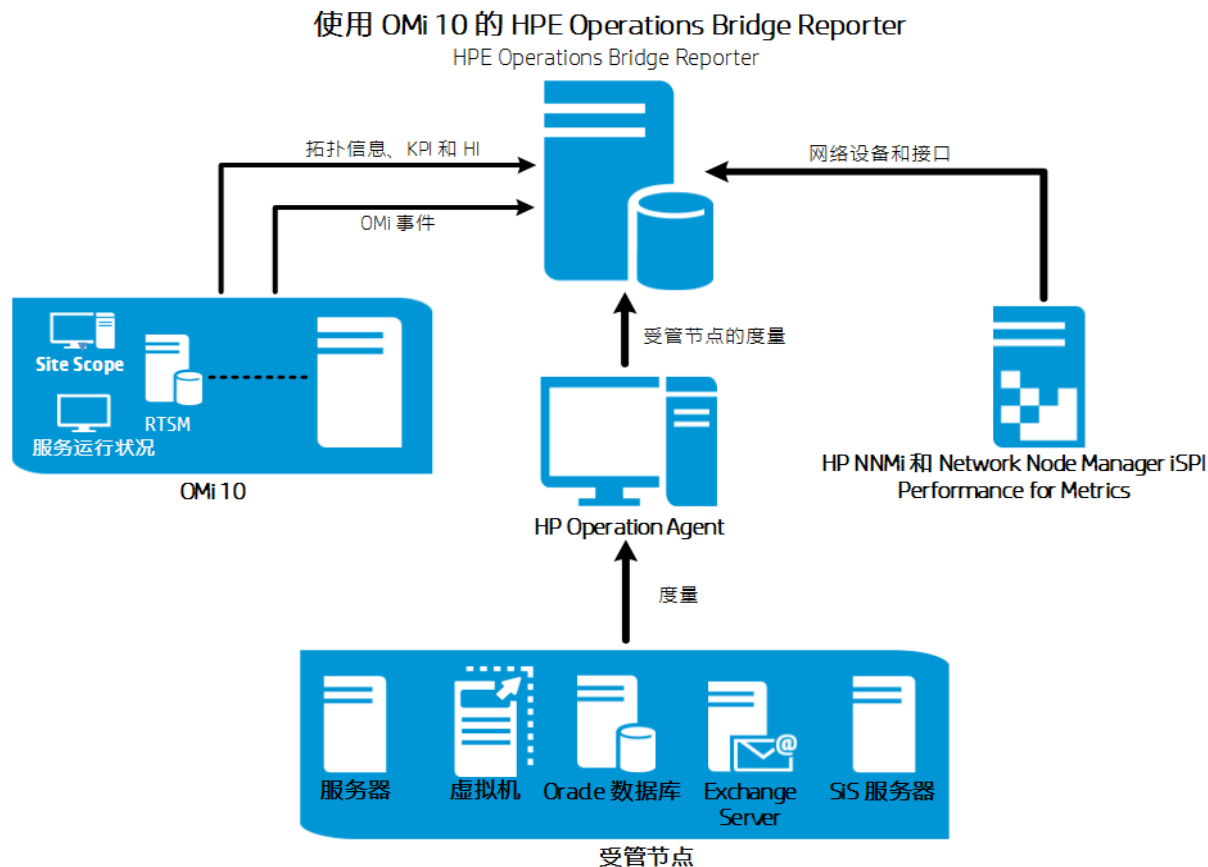 使用 OMi 10 的 HPE Operations Bridge Reporter
HPE Operations Bridge Reporter
拓扑信息、KPI 和 HI
网络设备和接口
OMi 事件
受管节点的度量
Site Scope
RTSM
服务运行状况
OMi 10
HP NNMi 和 Network Node Manager iSPI
Performance for Metrics
HP Operation Agent
度量
服务器
虚拟机
Oracle 数据库
Exchange
Server
SiS 服务器
受管节点